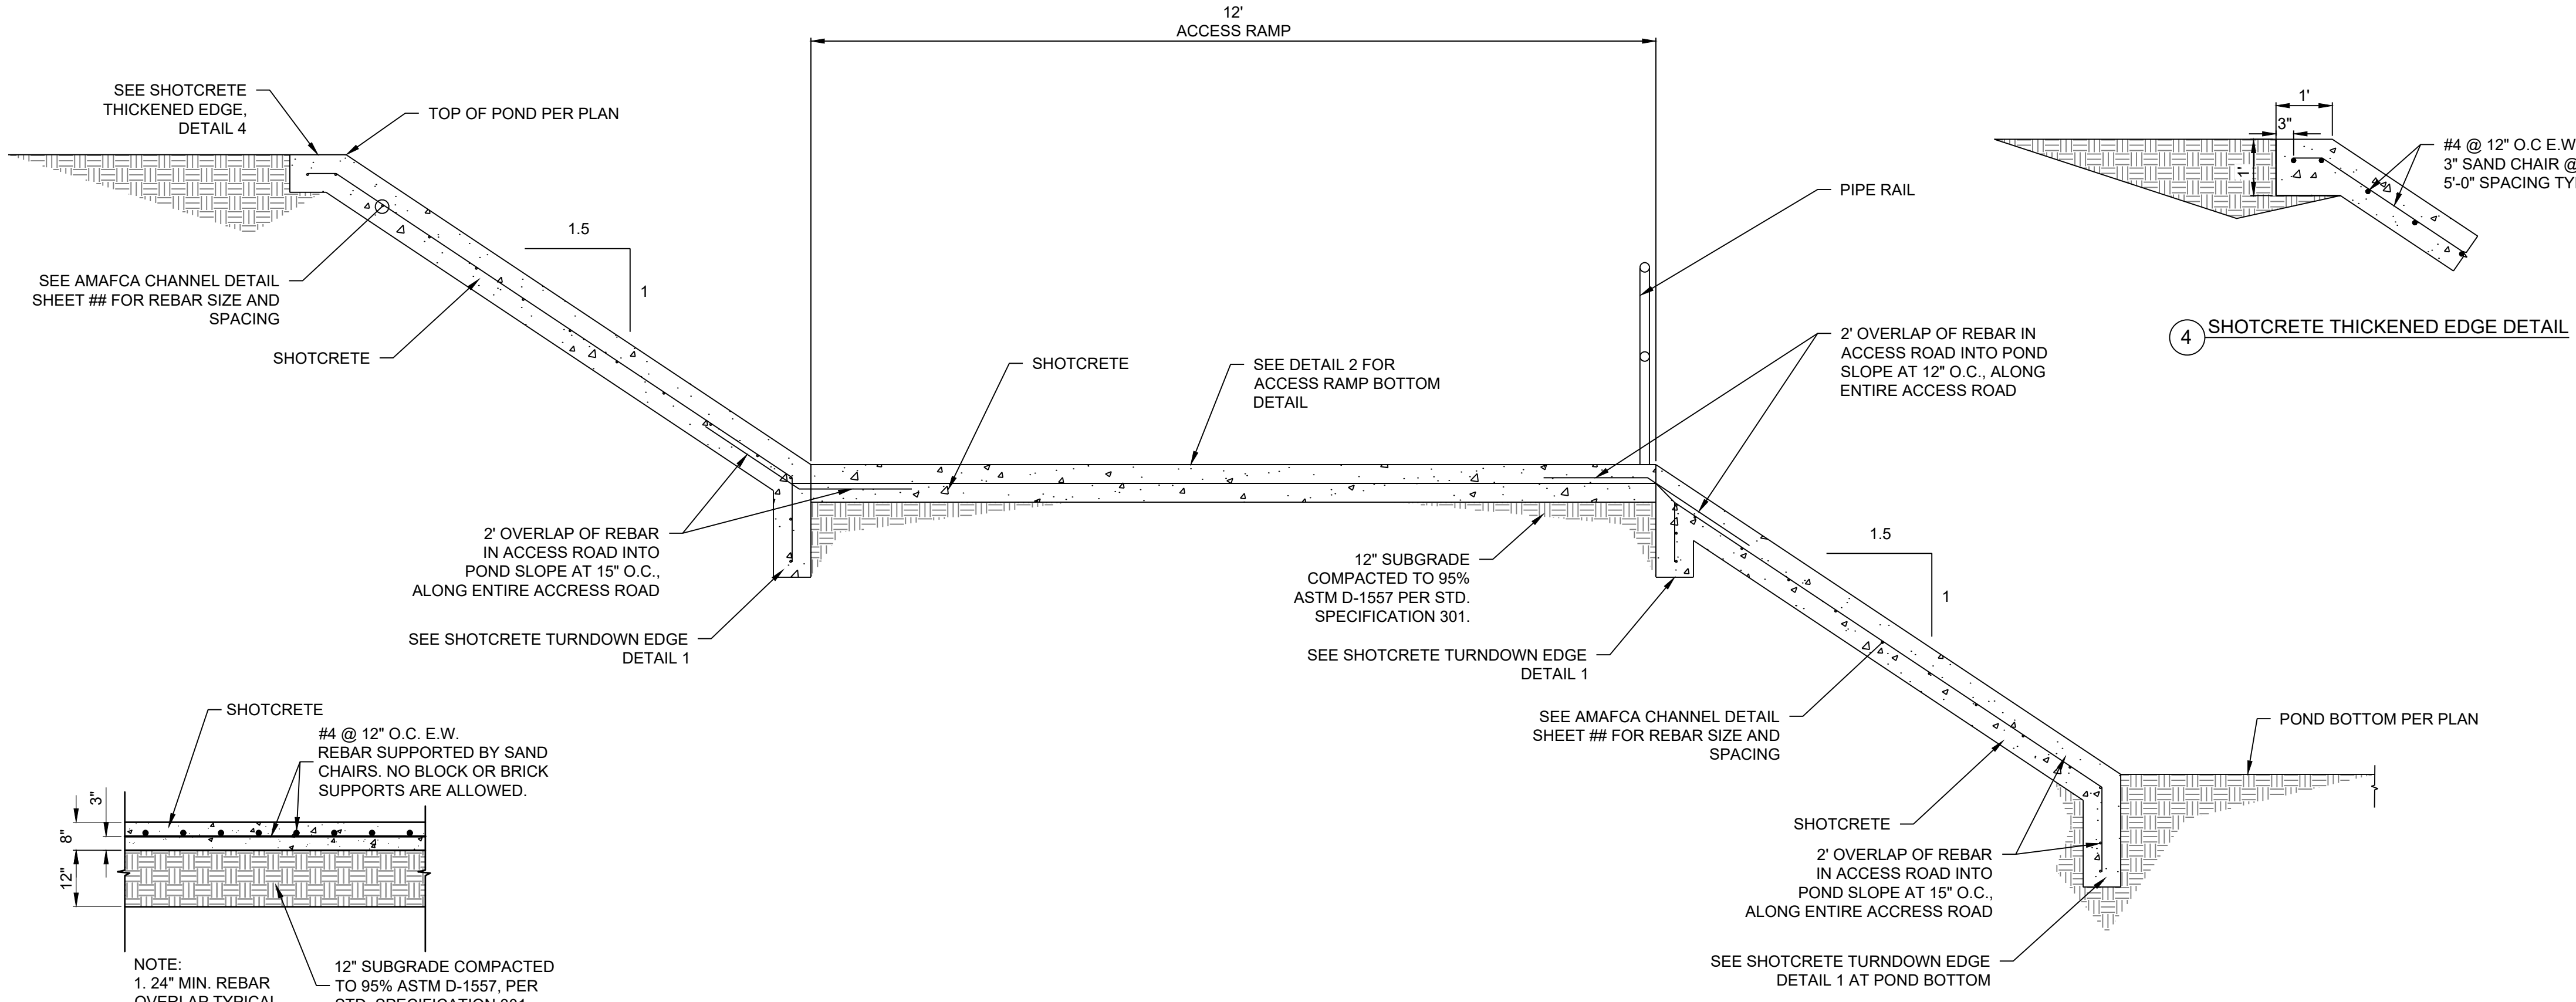 12'
ACCESS RAMP
SEE SHOTCRETE
THICKENED EDGE,
DETAIL 4
TOP OF POND PER PLAN
1.5
1
SEE AMAFCA CHANNEL DETAIL
SHEET ## FOR REBAR SIZE AND
SPACING
SHOTCRETE
SHOTCRETE
SEE DETAIL 2 FOR
ACCESS RAMP BOTTOM
DETAIL
PIPE RAIL
2' OVERLAP OF REBAR IN
ACCESS ROAD INTO POND
SLOPE AT 12" O.C., ALONG
ENTIRE ACCESS ROAD
1'
3"
1'
#4 @ 12" O.C E.W
3" SAND CHAIR @
5'-0" SPACING
4
SHOTCRETE THICKENED EDGE DETAIL
2' OVERLAP OF REBAR
IN ACCESS ROAD INTO
POND SLOPE AT 15" O.C.,
ALONG ENTIRE ACCRESS ROAD
SEE SHOTCRETE TURNDOWN EDGE
DETAIL 1
12" SUBGRADE
COMPACTED TO 95%
ASTM D-1557 PER STD.
SPECIFICATION 301.
SEE SHOTCRETE TURNDOWN EDGE
DETAIL 1
1.5
1
SEE AMAFCA CHANNEL DETAIL
SHEET ## FOR REBAR SIZE AND
SPACING
POND BOTTOM PER PLAN
SHOTCRETE
2' OVERLAP OF REBAR
IN ACCESS ROAD INTO
POND SLOPE AT 15" O.C.,
ALONG ENTIRE ACCRESS ROAD
SEE SHOTCRETE TURNDOWN EDGE
DETAIL 1 AT POND BOTTOM
SHOTCRETE
#4 @ 12" O.C. E.W.
REBAR SUPPORTED BY SAND
CHAIRS. NO BLOCK OR BRICK
SUPPORTS ARE ALLOWED.
3"
8"
12"
NOTE:
1. 24" MIN. REBAR
OVERLAP TYPICAL
12" SUBGRADE COMPACTED
TO 95% ASTM D-1557, PER
STD. SPECIFICATION 301